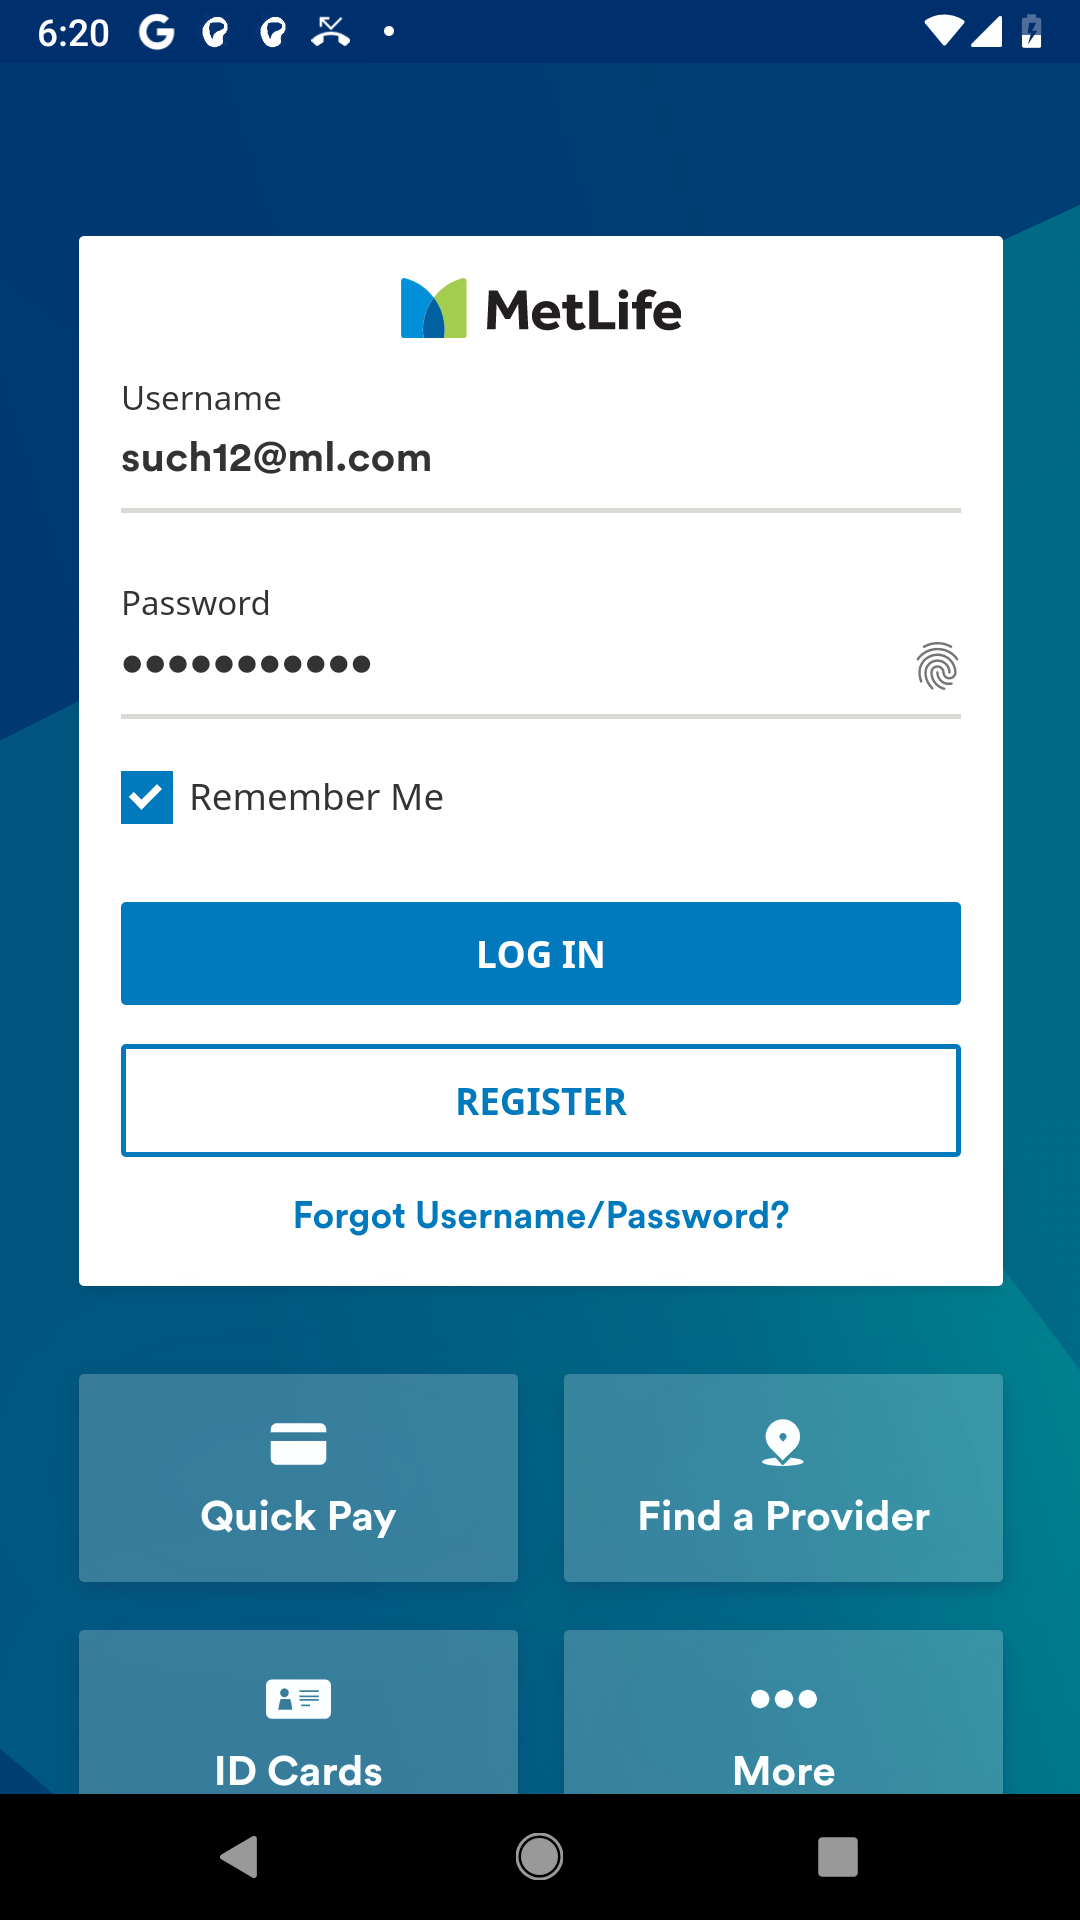 6:20
MetLife
Username
such12@ml.com
Password
•••••••••••
Remember Me
LOG IN
REGISTER
Forgot Username/Password?
Quick Pay
Find a Provider
ID Cards
More